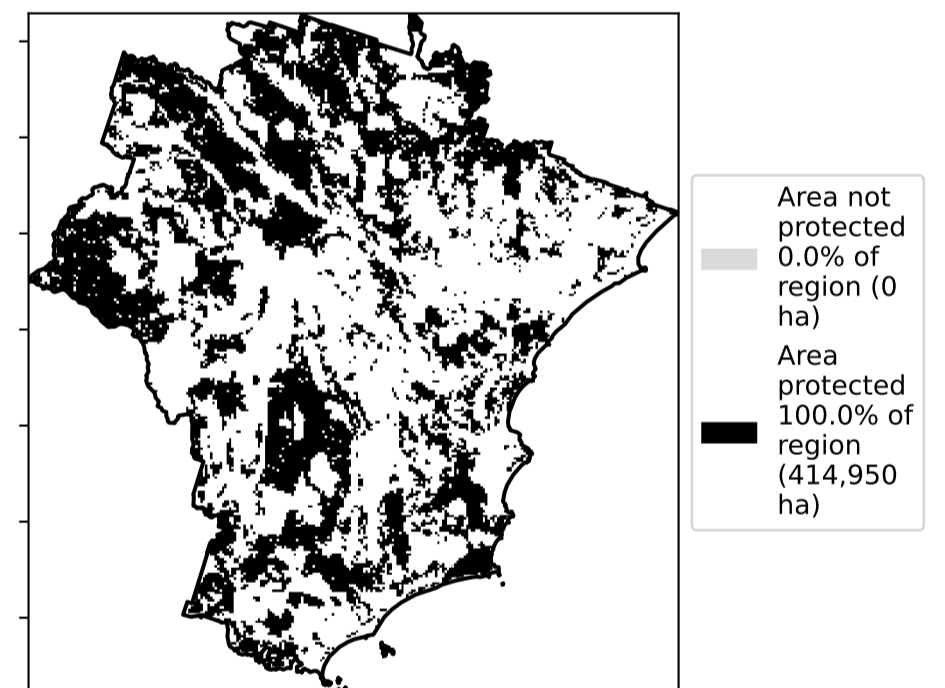 Area not
protected
0.0% of
region (0
ha)
Area
protected
100.0% of
region
(414,950
ha)